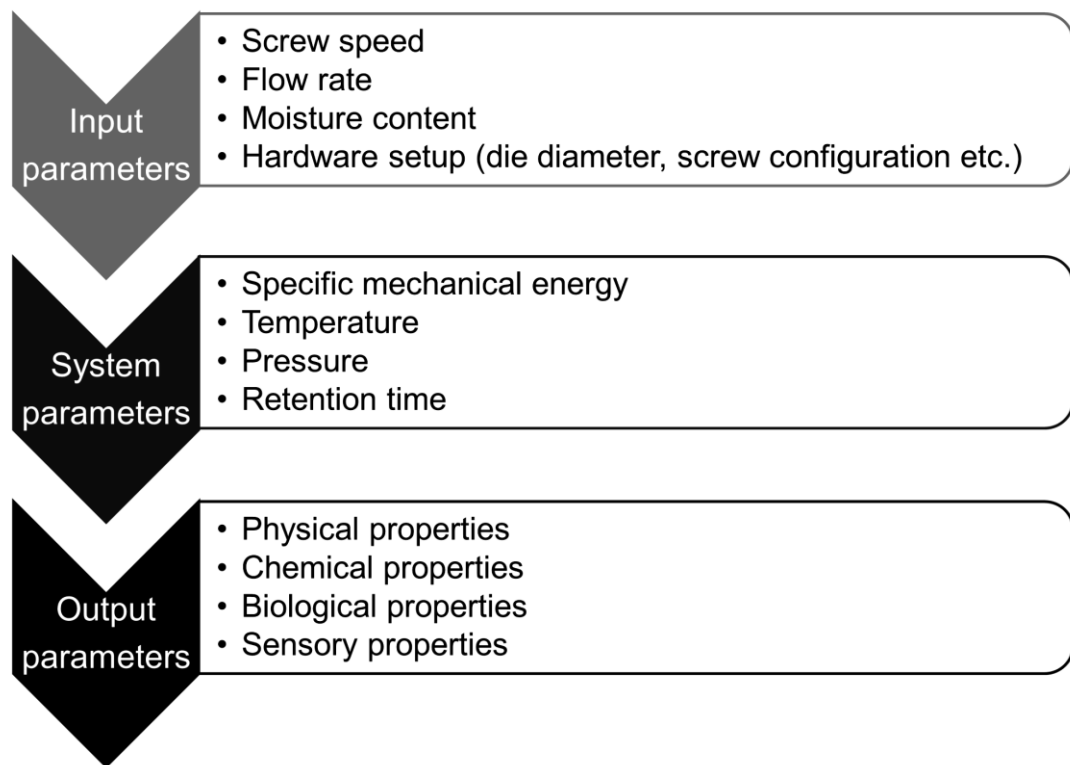 Input
parameters
• Screw speed
• Flow rate
• Moisture content
• Hardware setup (die diameter, screw configuration etc.)
System
parameters
• Specific mechanical energy
• Temperature
• Pressure
• Retention time
Output
parameters
• Physical properties
• Chemical properties
• Biological properties
• Sensory properties